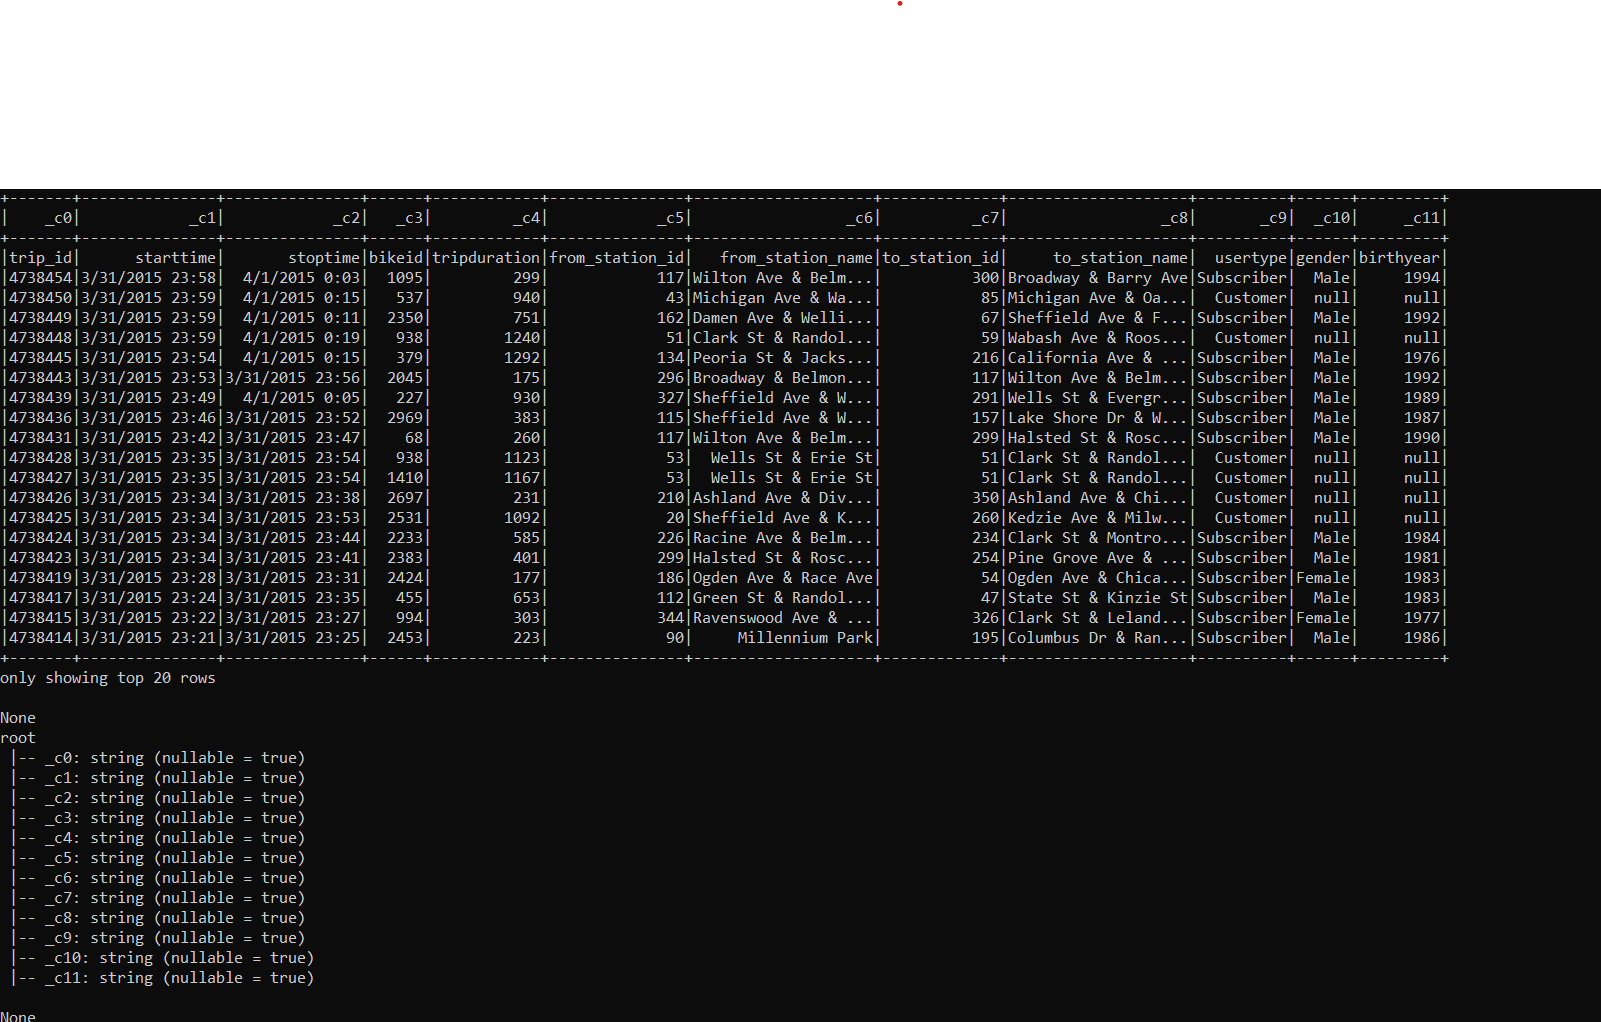 +-------+---------------+---------------+------+------------+---------------+--------------------+-------------+--------------------+----------+------+---------+
|    _c0|            _c1|            _c2|   _c3|         _c4|            _c5|                 _c6|          _c7|                 _c8|       _c9|  _c10|     _c11|
+-------+---------------+---------------+------+------------+---------------+--------------------+-------------+--------------------+----------+------+---------+
|trip_id|      starttime|       stoptime|bikeid|tripduration|from_station_id|   from_station_name|to_station_id|     to_station_name|  usertype|gender|birthyear|
|4738454|3/31/2015 23:58|  4/1/2015 0:03|  1095|         299|            117|Wilton Ave & Belm...|          300|Broadway & Barry Ave|Subscriber|  Male|     1994|
|4738450|3/31/2015 23:59|  4/1/2015 0:15|   537|         940|             43|Michigan Ave & Wa...|           85|Michigan Ave & Oa...|  Customer|  null|     null|
|4738449|3/31/2015 23:59|  4/1/2015 0:11|  2350|         751|            162|Damen Ave & Welli...|           67|Sheffield Ave & F...|Subscriber|  Male|     1992|
|4738448|3/31/2015 23:59|  4/1/2015 0:19|   938|        1240|             51|Clark St & Randol...|           59|Wabash Ave & Roos...|  Customer|  null|     null|
|4738445|3/31/2015 23:54|  4/1/2015 0:15|   379|        1292|            134|Peoria St & Jacks...|          216|California Ave & ...|Subscriber|  Male|     1976|
|4738443|3/31/2015 23:53|3/31/2015 23:56|  2045|         175|            296|Broadway & Belmon...|          117|Wilton Ave & Belm...|Subscriber|  Male|     1992|
|4738439|3/31/2015 23:49|  4/1/2015 0:05|   227|         930|            327|Sheffield Ave & W...|          291|Wells St & Evergr...|Subscriber|  Male|     1989|
|4738436|3/31/2015 23:46|3/31/2015 23:52|  2969|         383|            115|Sheffield Ave & W...|          157|Lake Shore Dr & W...|Subscriber|  Male|     1987|
|4738431|3/31/2015 23:42|3/31/2015 23:47|    68|         260|            117|Wilton Ave & Belm...|          299|Halsted St & Rosc...|Subscriber|  Male|     1990|
|4738428|3/31/2015 23:35|3/31/2015 23:54|   938|        1123|             53|  Wells St & Erie St|           51|Clark St & Randol...|  Customer|  null|     null|
|4738427|3/31/2015 23:35|3/31/2015 23:54|  1410|        1167|             53|  Wells St & Erie St|           51|Clark St & Randol...|  Customer|  null|     null|
|4738426|3/31/2015 23:34|3/31/2015 23:38|  2697|         231|            210|Ashland Ave & Div...|          350|Ashland Ave & Chi...|  Customer|  null|     null|
|4738425|3/31/2015 23:34|3/31/2015 23:53|  2531|        1092|             20|Sheffield Ave & K...|          260|Kedzie Ave & Milw...|  Customer|  null|     null|
|4738424|3/31/2015 23:34|3/31/2015 23:44|  2233|         585|            226|Racine Ave & Belm...|          234|Clark St & Montro...|Subscriber|  Male|     1984|
|4738423|3/31/2015 23:34|3/31/2015 23:41|  2383|         401|            299|Halsted St & Rosc...|          254|Pine Grove Ave & ...|Subscriber|  Male|     1981|
|4738419|3/31/2015 23:28|3/31/2015 23:31|  2424|         177|            186|Ogden Ave & Race Ave|           54|Ogden Ave & Chica...|Subscriber|Female|     1983|
|4738417|3/31/2015 23:24|3/31/2015 23:35|   455|         653|            112|Green St & Randol...|           47|State St & Kinzie St|Subscriber|  Male|     1983|
|4738415|3/31/2015 23:22|3/31/2015 23:27|   994|         303|            344|Ravenswood Ave & ...|          326|Clark St & Leland...|Subscriber|Female|     1977|
|4738414|3/31/2015 23:21|3/31/2015 23:25|  2453|         223|             90|     Millennium Park|          195|Columbus Dr & Ran...|Subscriber|  Male|     1986|
+-------+---------------+---------------+------+------------+---------------+--------------------+-------------+--------------------+----------+------+---------+
only showing top 20 rows
None
root
 |-- _c0: string (nullable = true)
 |-- _c1: string (nullable = true)
 |-- _c2: string (nullable = true)
 |-- _c3: string (nullable = true)
 |-- _c4: string (nullable = true)
 |-- _c5: string (nullable = true)
 |-- _c6: string (nullable = true)
 |-- _c7: string (nullable = true)
 |-- _c8: string (nullable = true)
 |-- _c9: string (nullable = true)
 |-- _c10: string (nullable = true)
 |-- _c11: string (nullable = true)
None